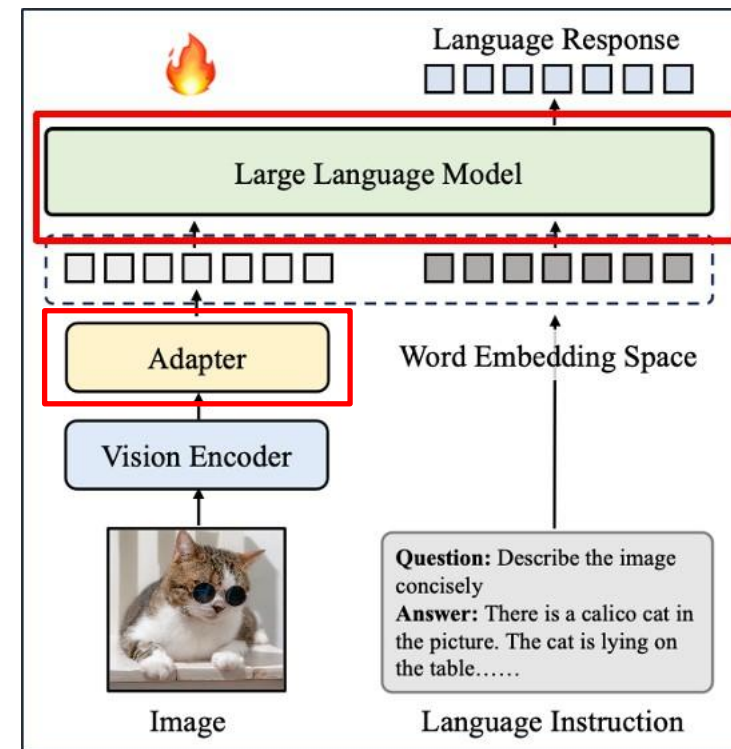 Language Response
Large Language Model
Adapter
Word Embedding Space
Vision Encoder
Question: Describe the image
concisely
Answer: There is a calico cat in
the picture. The cat is lying on
the table……
Image
Language Instruction